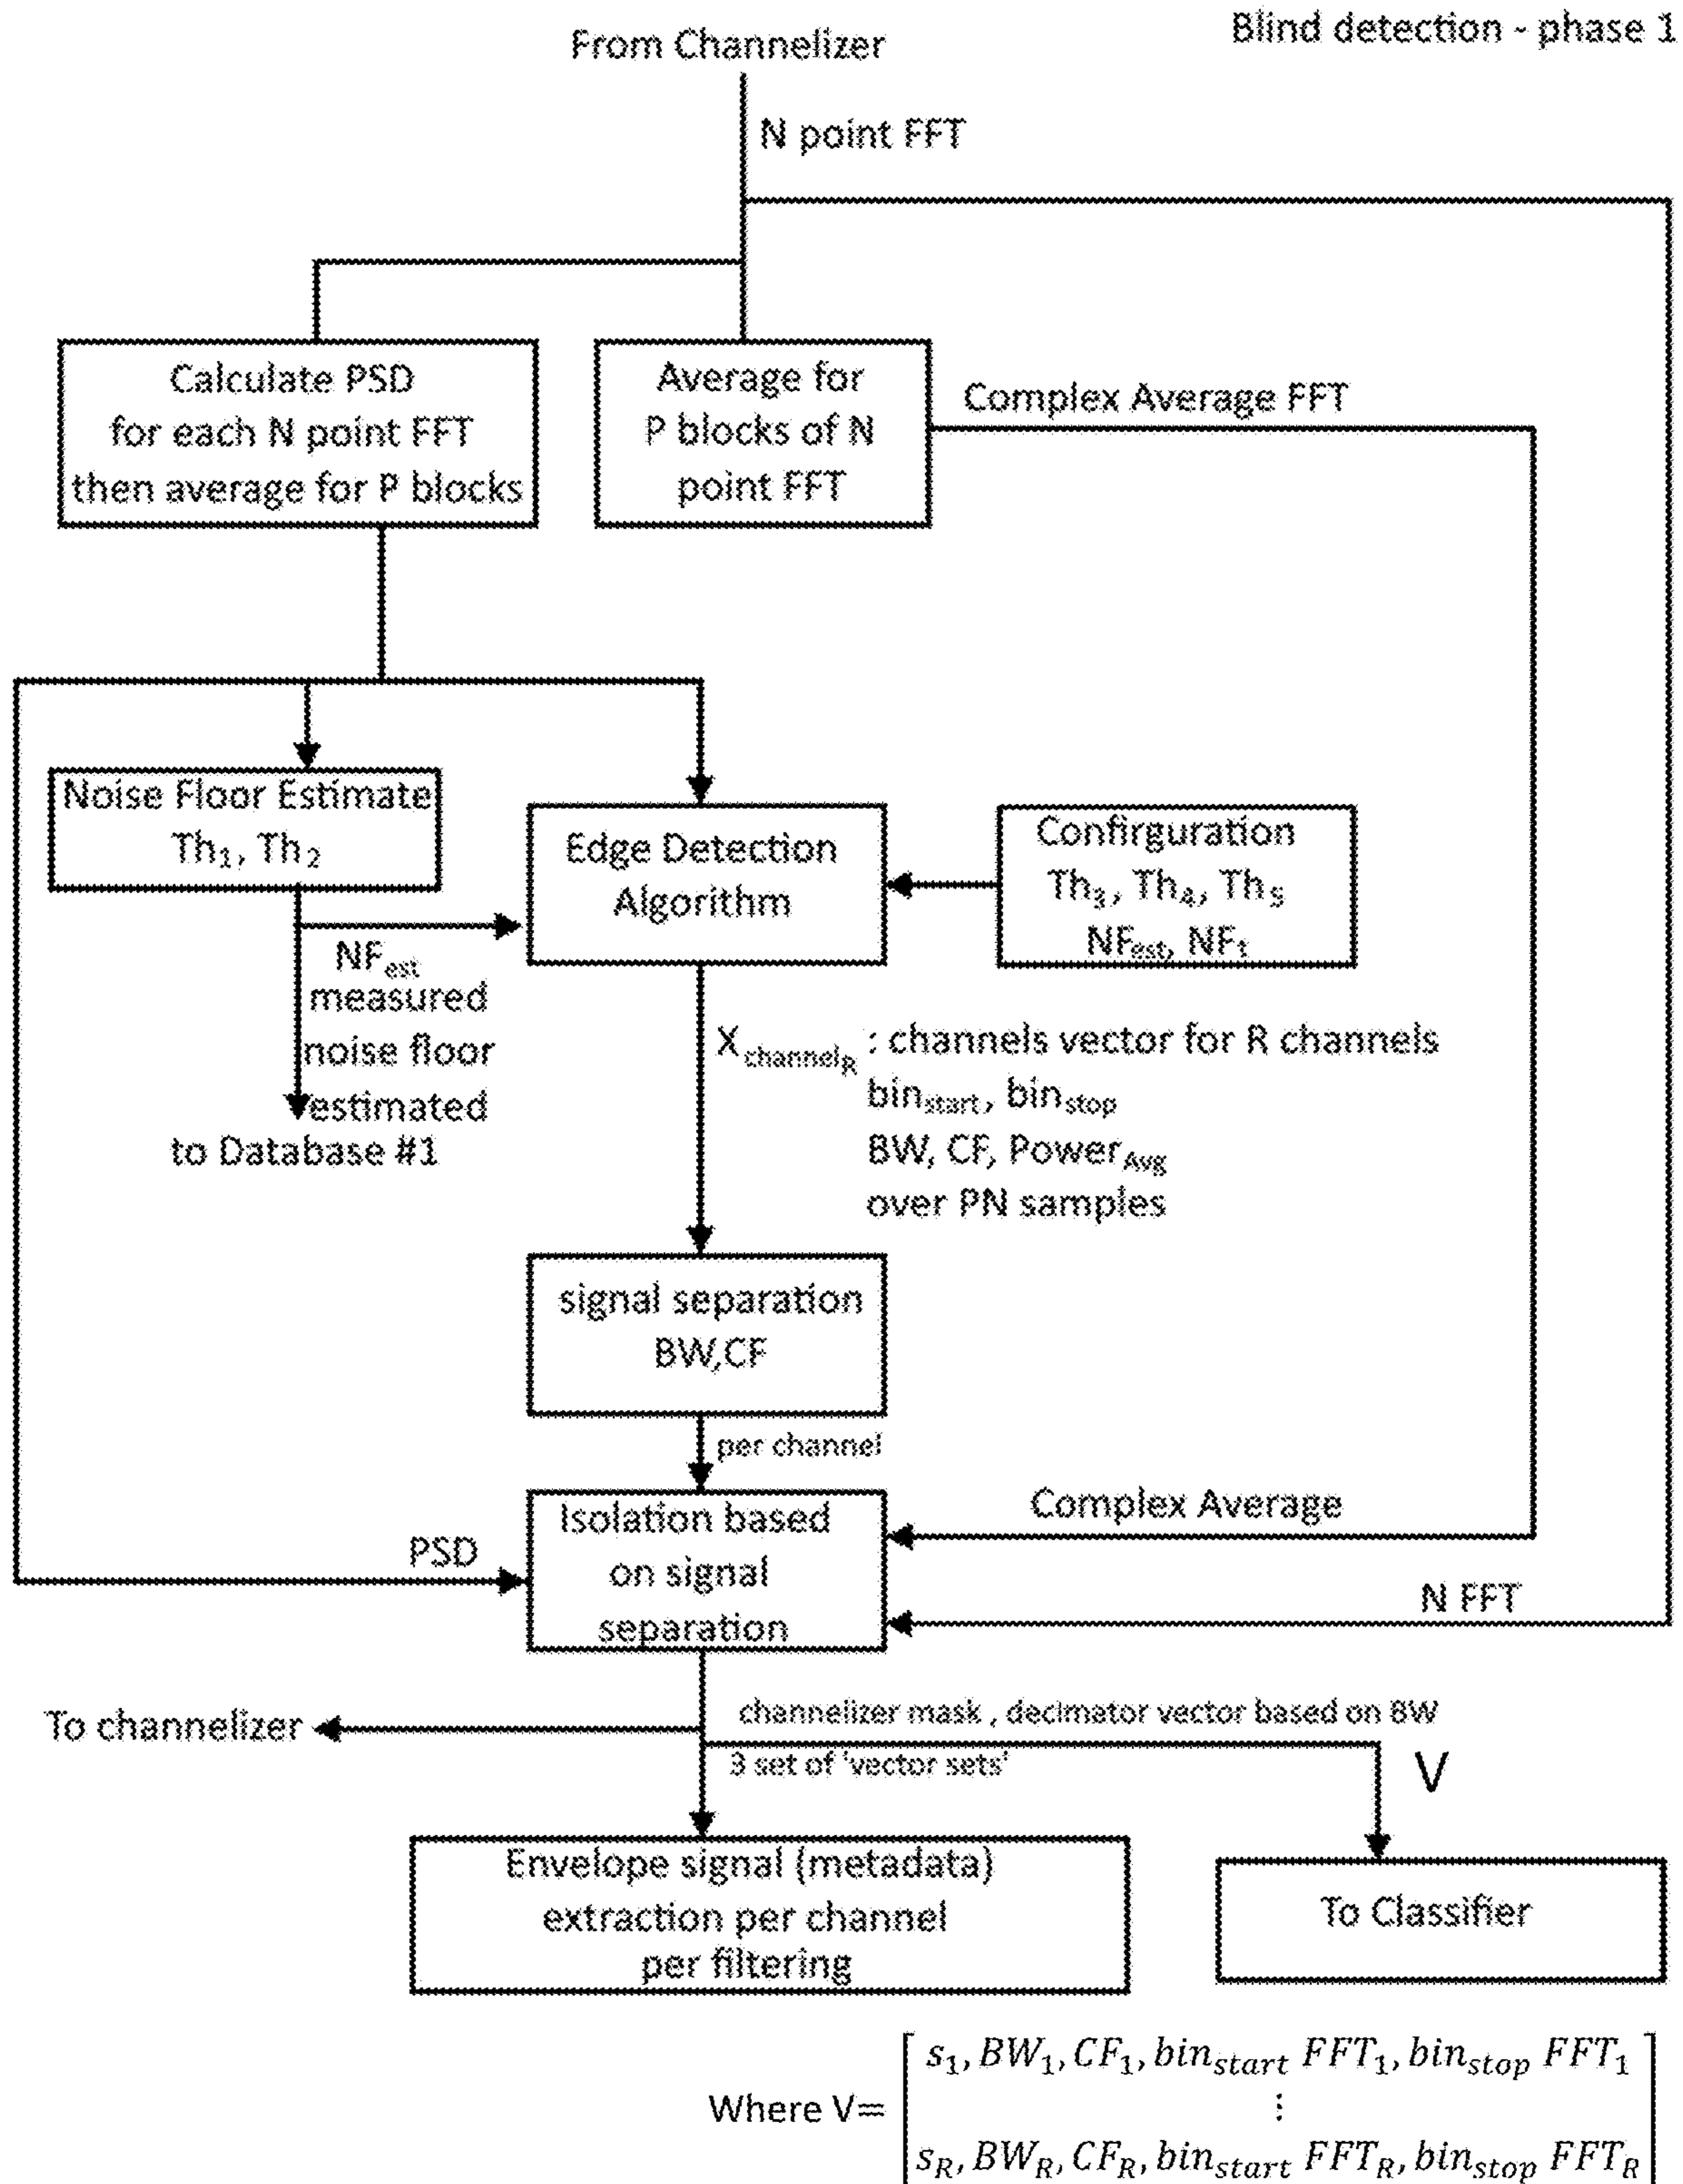 Blind detection - phase 1
From Channelizer
N point FFT
Calculate PSD
for each N point FFT
then average for P blocks
Average for
P blocks of N
point FFT
Complex Average FFT
Noise Floor Estimate
Th₁, Th₂
Edge Detection
Algorithm
Confirguration
Th₃, Th₄, Th₅
NFest, NFt
NFest
measured
noise floor
estimated
to Database #1
XchannelR : channels vector for R channels
binstart, binstop
BW, CF, PowerAvg
over PN samples
signal separation
BW,CF
per channel
Isolation based
on signal
separation
PSD
Complex Average
N FFT
To channelizer
channelizer mask , decimator vector based on BW
3 set of 'vector sets'
V
Envelope signal (metadata)
extraction per channel
per filtering
To Classifier
s₁, BW₁, CF₁, binstart FFT₁, binstop FFT₁
Where V=
⋮
sR, BWR, CFR, binstart FFTR, binstop FFTR